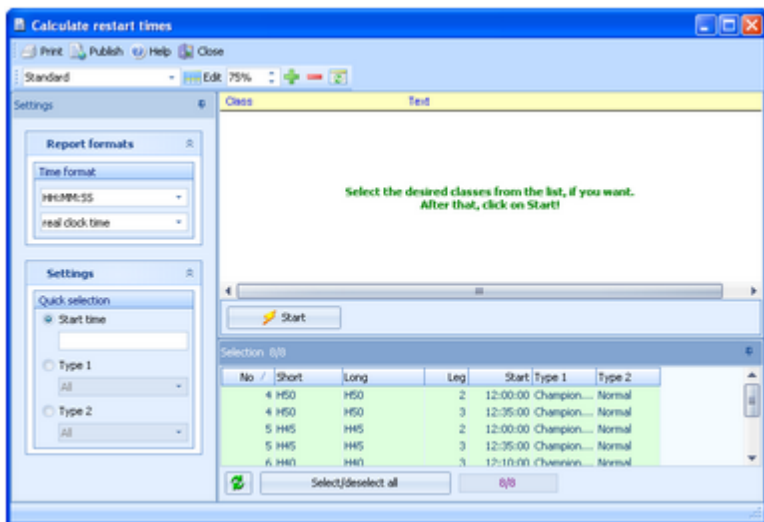 Calculate restart times
Print Publish Help Close
Standard Edit 75%
Settings
Report formats
Time format
HH:MM:SS
real clock time
Settings
Quick selection
Start time
Type 1
All
Type 2
All
Class Text
Select the desired classes from the list, if you want.
After that, click on Start!
Start
Selection 8/8
No / Short Long Leg Start Type 1 Type 2
4 H50 H50 2 12:00:00 Champion.... Normal
4 H50 H50 3 12:35:00 Champion.... Normal
5 H45 H45 2 12:00:00 Champion.... Normal
5 H45 H45 3 12:35:00 Champion.... Normal
6 H40 H40 3 12:10:00 Champion.... Normal
Select/deselect all 8/8